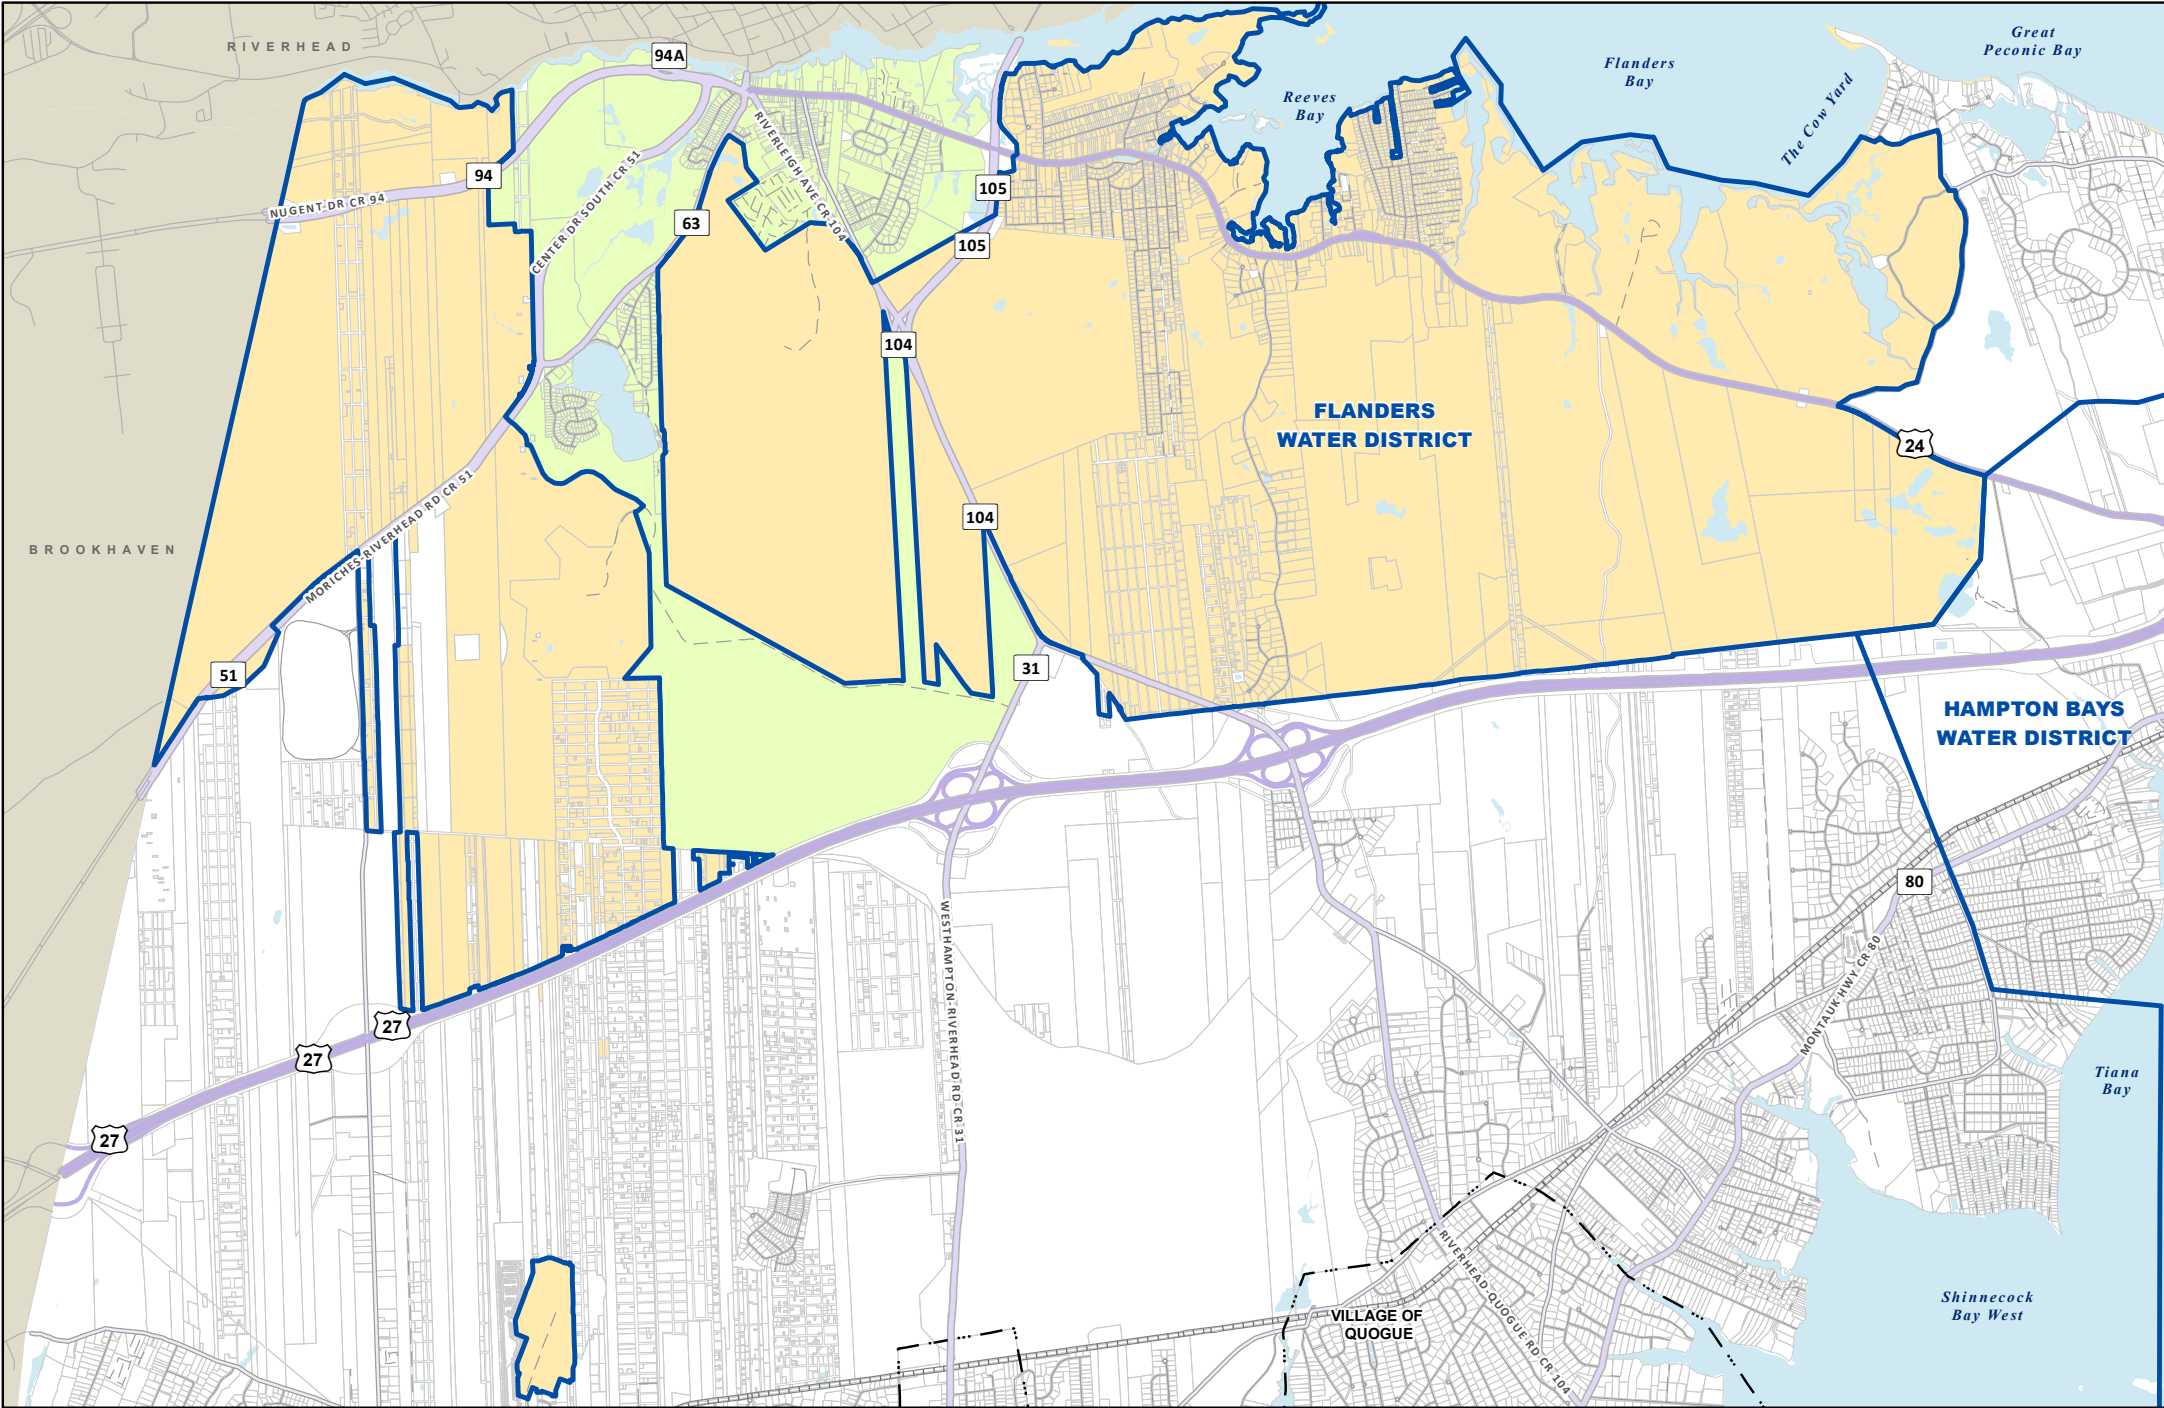 RIVERHEAD
94A
Great
Peconic Bay
Flanders
Bay
Reeves
Bay
The Cow Yard
RIVERLEIGH AVE CR 104
94
NUGENT DR CR 94
CENTER DR SOUTH CR 51
63
105
105
104
FLANDERS
WATER DISTRICT
24
MORICHES-RIVERHEAD RD CR 51
104
BROOKHAVEN
51
31
HAMPTON BAYS
WATER DISTRICT
80
WESTHAMPTON-RIVERHEAD RD CR 31
MONTAUK HWY CR 80
27
27
27
Tiana
Bay
Shinnecock
Bay West
VILLAGE OF
QUOGUE
RIVERHEAD-QUOGUE RD CR 104